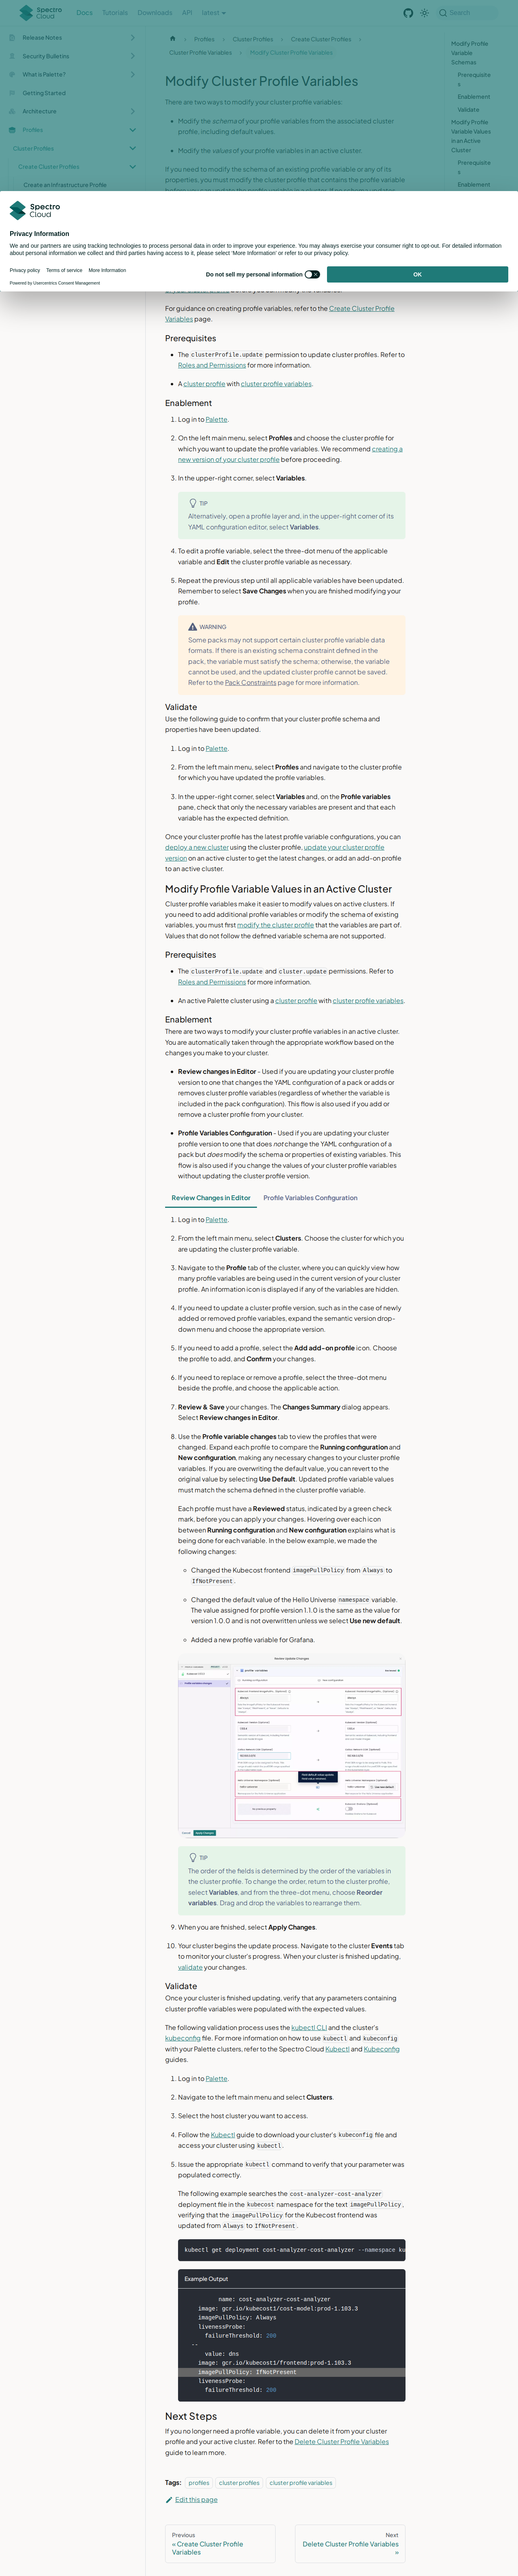 Spectro Cloud
Docs
Tutorials
Downloads
API
latest
Search
Release Notes
Security Bulletins
What is Palette?
Getting Started
Architecture
Profiles
Cluster Profiles
Create Cluster Profiles
Create an Infrastructure Profile
Profiles
Cluster Profiles
Create Cluster Profiles
Cluster Profile Variables
Modify Cluster Profile Variables
Modify Profile
Variable
Schemas
Prerequisite
s
Enablement
Validate
Modify Profile
Variable Values
in an Active
Cluster
Prerequisite
s
Enablement
Modify Cluster Profile Variables
There are two ways to modify your cluster profile variables:
Modify the schema of your profile variables from the associated cluster
profile, including default values.
Modify the values of your profile variables in an active cluster.
If you need to modify the schema of an existing profile variable or any of the
Spectro Cloud
Privacy Information
We and our partners are using tracking technologies to process personal data in order to improve your experience. You may always exercise your consumer right to opt-out. For detailed information about personal information we collect and third parties having access to it, please select 'More Information' or refer to our privacy policy.
Privacy policy
Terms of service
More Information
Powered by Usercentrics Consent Management
Do not sell my personal information
OK
For guidance on creating profile variables, refer to the Create Cluster Profile
Variables page.
Prerequisites
The clusterProfile.update permission to update cluster profiles. Refer to
Roles and Permissions for more information.
A cluster profile with cluster profile variables.
Enablement
1. Log in to Palette.
2. On the left main menu, select Profiles and choose the cluster profile for
which you want to update the profile variables. We recommend creating a
new version of your cluster profile before proceeding.
3. In the upper-right corner, select Variables.
TIP
Alternatively, open a profile layer and, in the upper-right corner of its
YAML configuration editor, select Variables.
4. To edit a profile variable, select the three-dot menu of the applicable
variable and Edit the cluster profile variable as necessary.
5. Repeat the previous step until all applicable variables have been updated.
Remember to select Save Changes when you are finished modifying your
profile.
WARNING
Some packs may not support certain cluster profile variable data
formats. If there is an existing schema constraint defined in the
pack, the variable must satisfy the schema; otherwise, the variable
cannot be used, and the updated cluster profile cannot be saved.
Refer to the Pack Constraints page for more information.
Validate
Use the following guide to confirm that your cluster profile schema and
properties have been updated.
1. Log in to Palette.
2. From the left main menu, select Profiles and navigate to the cluster profile
for which you have updated the profile variables.
3. In the upper-right corner, select Variables and, on the Profile variables
pane, check that only the necessary variables are present and that each
variable has the expected definition.
Once your cluster profile has the latest profile variable configurations, you can
deploy a new cluster using the cluster profile, update your cluster profile
version on an active cluster to get the latest changes, or add an add-on profile
to an active cluster.
Modify Profile Variable Values in an Active Cluster
Cluster profile variables make it easier to modify values on active clusters. If
you need to add additional profile variables or modify the schema of existing
variables, you must first modify the cluster profile that the variables are part of.
Values that do not follow the defined variable schema are not supported.
Prerequisites
The clusterProfile.update and cluster.update permissions. Refer to
Roles and Permissions for more information.
An active Palette cluster using a cluster profile with cluster profile variables.
Enablement
There are two ways to modify your cluster profile variables in an active cluster.
You are automatically taken through the appropriate workflow based on the
changes you make to your cluster.
Review changes in Editor - Used if you are updating your cluster profile
version to one that changes the YAML configuration of a pack or adds or
removes cluster profile variables (regardless of whether the variable is
included in the pack configuration). This flow is also used if you add or
remove a cluster profile from your cluster.
Profile Variables Configuration - Used if you are updating your cluster
profile version to one that does not change the YAML configuration of a
pack but does modify the schema or properties of existing variables. This
flow is also used if you change the values of your cluster profile variables
without updating the cluster profile version.
Review Changes in Editor
Profile Variables Configuration
1. Log in to Palette.
2. From the left main menu, select Clusters. Choose the cluster for which you
are updating the cluster profile variable.
3. Navigate to the Profile tab of the cluster, where you can quickly view how
many profile variables are being used in the current version of your cluster
profile. An information icon is displayed if any of the variables are hidden.
4. If you need to update a cluster profile version, such as in the case of newly
added or removed profile variables, expand the semantic version drop-
down menu and choose the appropriate version.
5. If you need to add a profile, select the Add add-on profile icon. Choose
the profile to add, and Confirm your changes.
6. If you need to replace or remove a profile, select the three-dot menu
beside the profile, and choose the applicable action.
7. Review & Save your changes. The Changes Summary dialog appears.
Select Review changes in Editor.
8. Use the Profile variable changes tab to view the profiles that were
changed. Expand each profile to compare the Running configuration and
New configuration, making any necessary changes to your cluster profile
variables. If you are overwriting the default value, you can revert to the
original value by selecting Use Default. Updated profile variable values
must match the schema defined in the cluster profile variable.
Each profile must have a Reviewed status, indicated by a green check
mark, before you can apply your changes. Hovering over each icon
between Running configuration and New configuration explains what is
being done for each variable. In the below example, we made the
following changes:
Changed the Kubecost frontend imagePullPolicy from Always to
IfNotPresent.
Changed the default value of the Hello Universe namespace variable.
The value assigned for profile version 1.1.0 is the same as the value for
version 1.0.0 and is not overwritten unless we select Use new default.
Added a new profile variable for Grafana.
Review Update Changes
TIP
The order of the fields is determined by the order of the variables in
the cluster profile. To change the order, return to the cluster profile,
select Variables, and from the three-dot menu, choose Reorder
variables. Drag and drop the variables to rearrange them.
9. When you are finished, select Apply Changes.
10. Your cluster begins the update process. Navigate to the cluster Events tab
to monitor your cluster's progress. When your cluster is finished updating,
validate your changes.
Validate
Once your cluster is finished updating, verify that any parameters containing
cluster profile variables were populated with the expected values.
The following validation process uses the kubectl CLI and the cluster's
kubeconfig file. For more information on how to use kubectl and kubeconfig
with your Palette clusters, refer to the Spectro Cloud Kubectl and Kubeconfig
guides.
1. Log in to Palette.
2. Navigate to the left main menu and select Clusters.
3. Select the host cluster you want to access.
4. Follow the Kubectl guide to download your cluster's kubeconfig file and
access your cluster using kubectl.
5. Issue the appropriate kubectl command to verify that your parameter was
populated correctly.
The following example searches the cost-analyzer-cost-analyzer
deployment file in the kubecost namespace for the text imagePullPolicy,
verifying that the imagePullPolicy for the Kubecost frontend was
updated from Always to IfNotPresent.
kubectl get deployment cost-analyzer-cost-analyzer --namespace ku
Example Output
name: cost-analyzer-cost-analyzer
image: gcr.io/kubecost1/cost-model:prod-1.103.3
imagePullPolicy: Always
livenessProbe:
failureThreshold: 200
--
value: dns
image: gcr.io/kubecost1/frontend:prod-1.103.3
imagePullPolicy: IfNotPresent
livenessProbe:
failureThreshold: 200
Next Steps
If you no longer need a profile variable, you can delete it from your cluster
profile and your active cluster. Refer to the Delete Cluster Profile Variables
guide to learn more.
Tags: profiles cluster profiles cluster profile variables
Edit this page
Previous
« Create Cluster Profile
Variables
Next
Delete Cluster Profile Variables
»